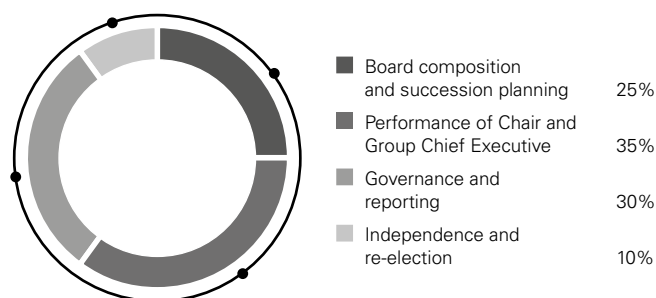 Board composition
and succession planning 25%
Performance of Chair and
Group Chief Executive 35%
Governance and
reporting 30%
Independence and
re-election 10%